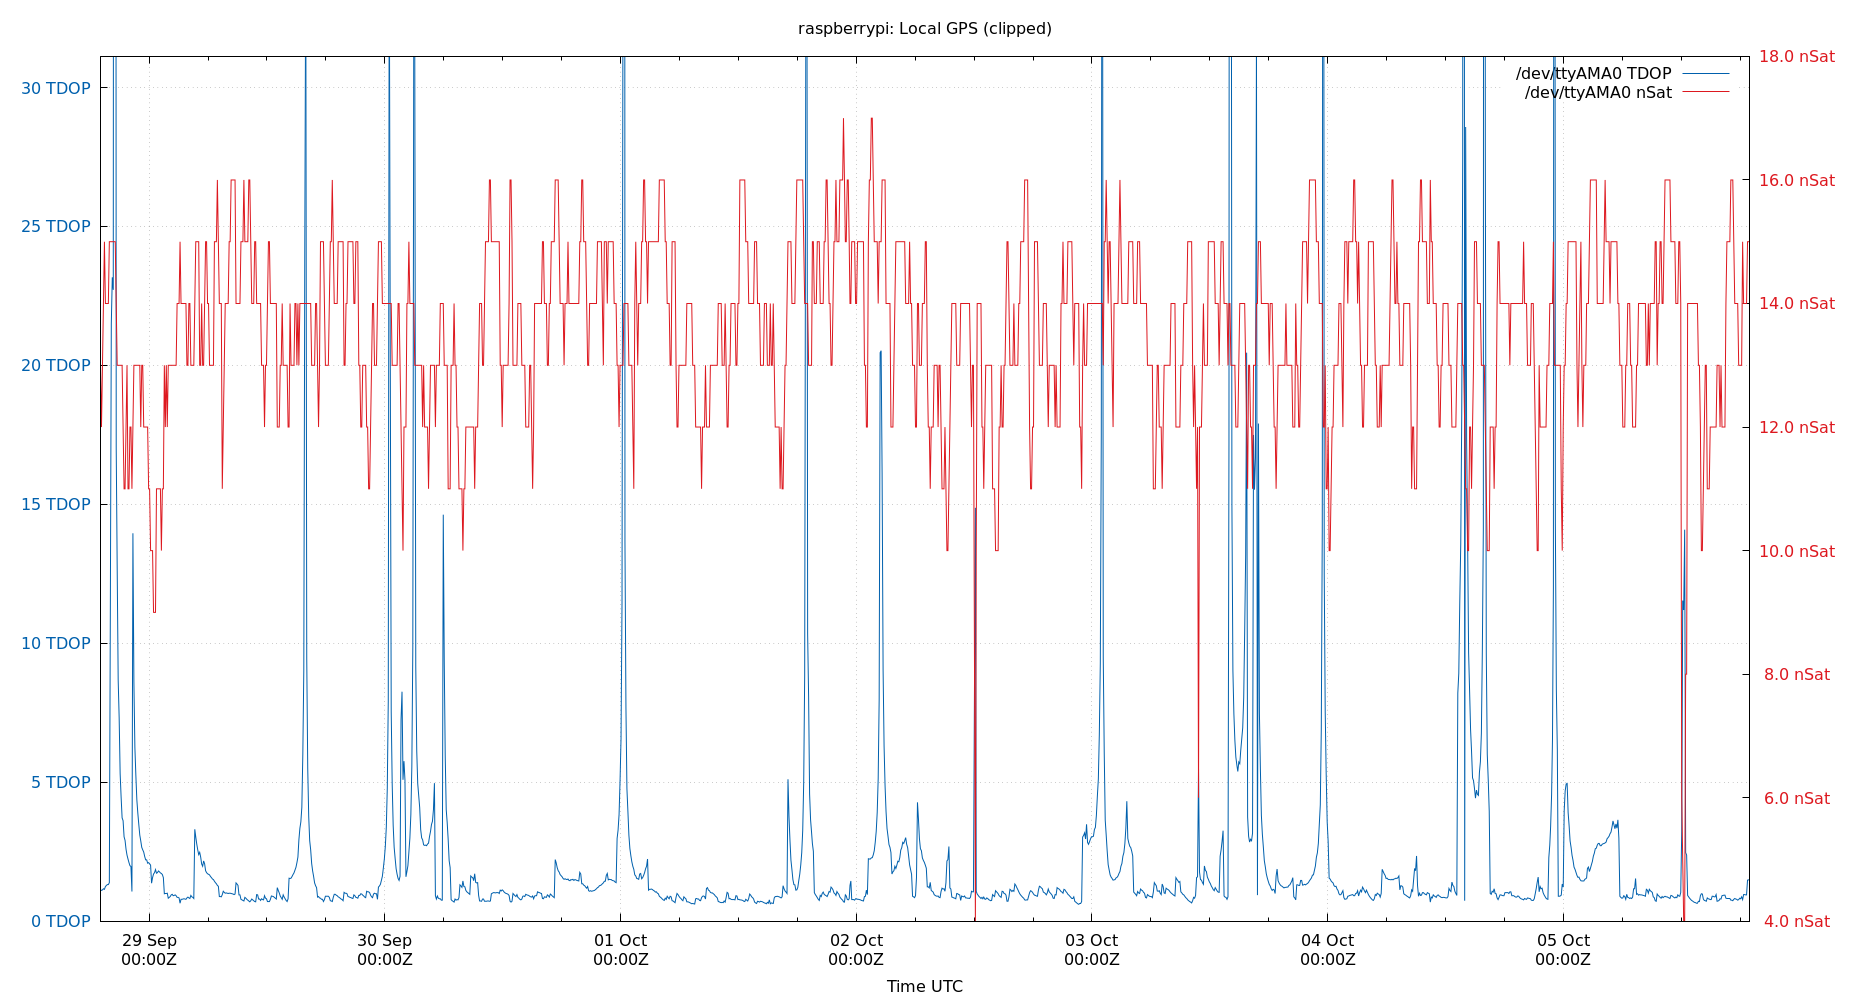 raspberrypi: Local GPS (clipped)
30 TDOP
25 TDOP
20 TDOP
15 TDOP
10 TDOP
5 TDOP
0 TDOP
18.0 nSat
16.0 nSat
14.0 nSat
12.0 nSat
10.0 nSat
8.0 nSat
6.0 nSat
4.0 nSat
/dev/ttyAMA0 TDOP
/dev/ttyAMA0 nSat
29 Sep
00:00Z
30 Sep
00:00Z
01 Oct
00:00Z
02 Oct
00:00Z
03 Oct
00:00Z
04 Oct
00:00Z
05 Oct
00:00Z
Time UTC